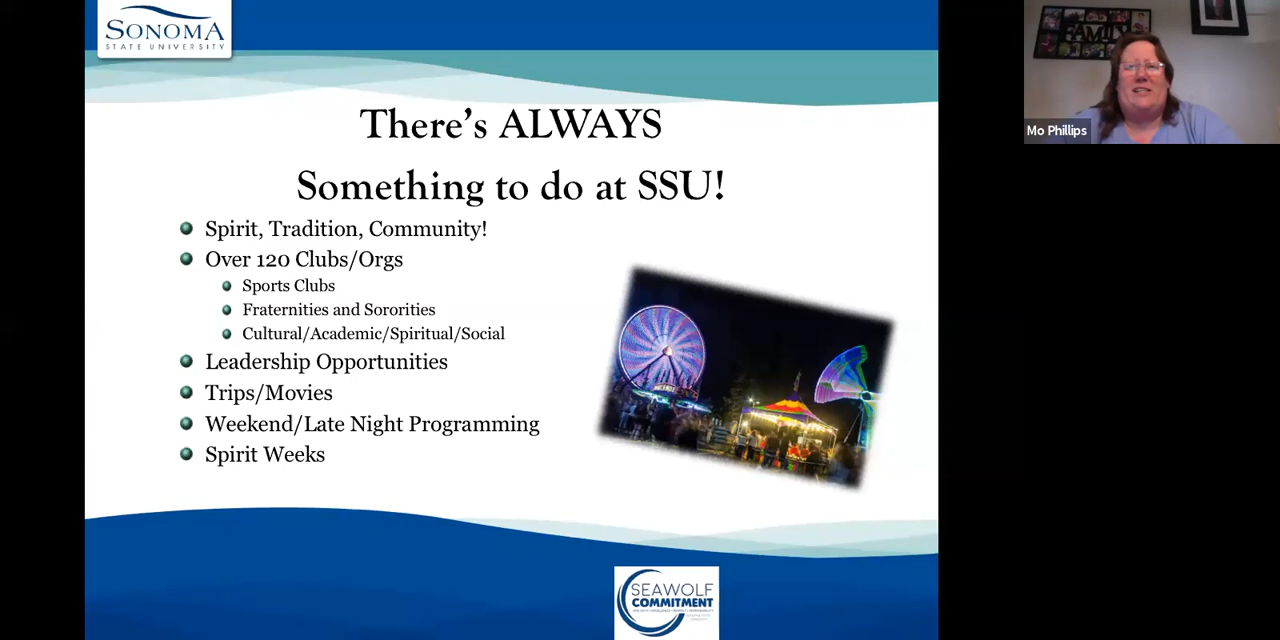 SONOMA
STATE UNIVERSITY
There's ALWAYS
Something to do at SSU!
Spirit, Tradition, Community!
Over 120 Clubs/Orgs
Sports Clubs
Fraternities and Sororities
Cultural/Academic/Spiritual/Social
Leadership Opportunities
Trips/Movies
Weekend/Late Night Programming
Spirit Weeks
SEAWOLF
COMMITMENT
FAMILY
Mo Phillips